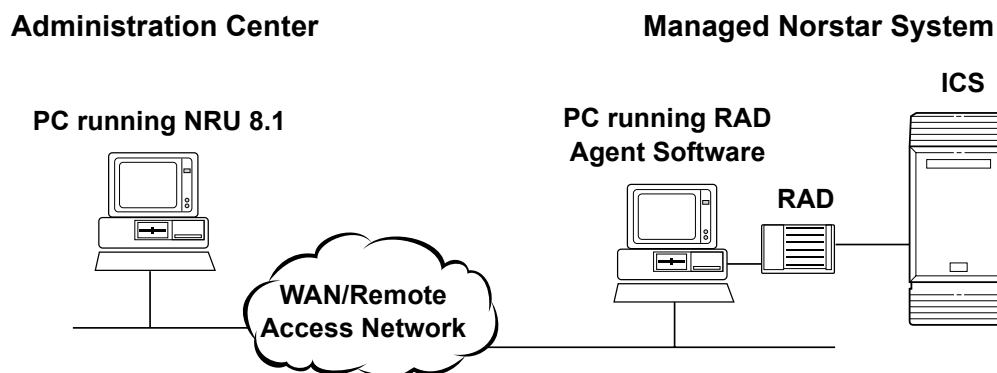 Administration Center
Managed Norstar System
ICS
PC running NRU 8.1
PC running RAD
Agent Software
RAD
WAN/Remote
Access Network